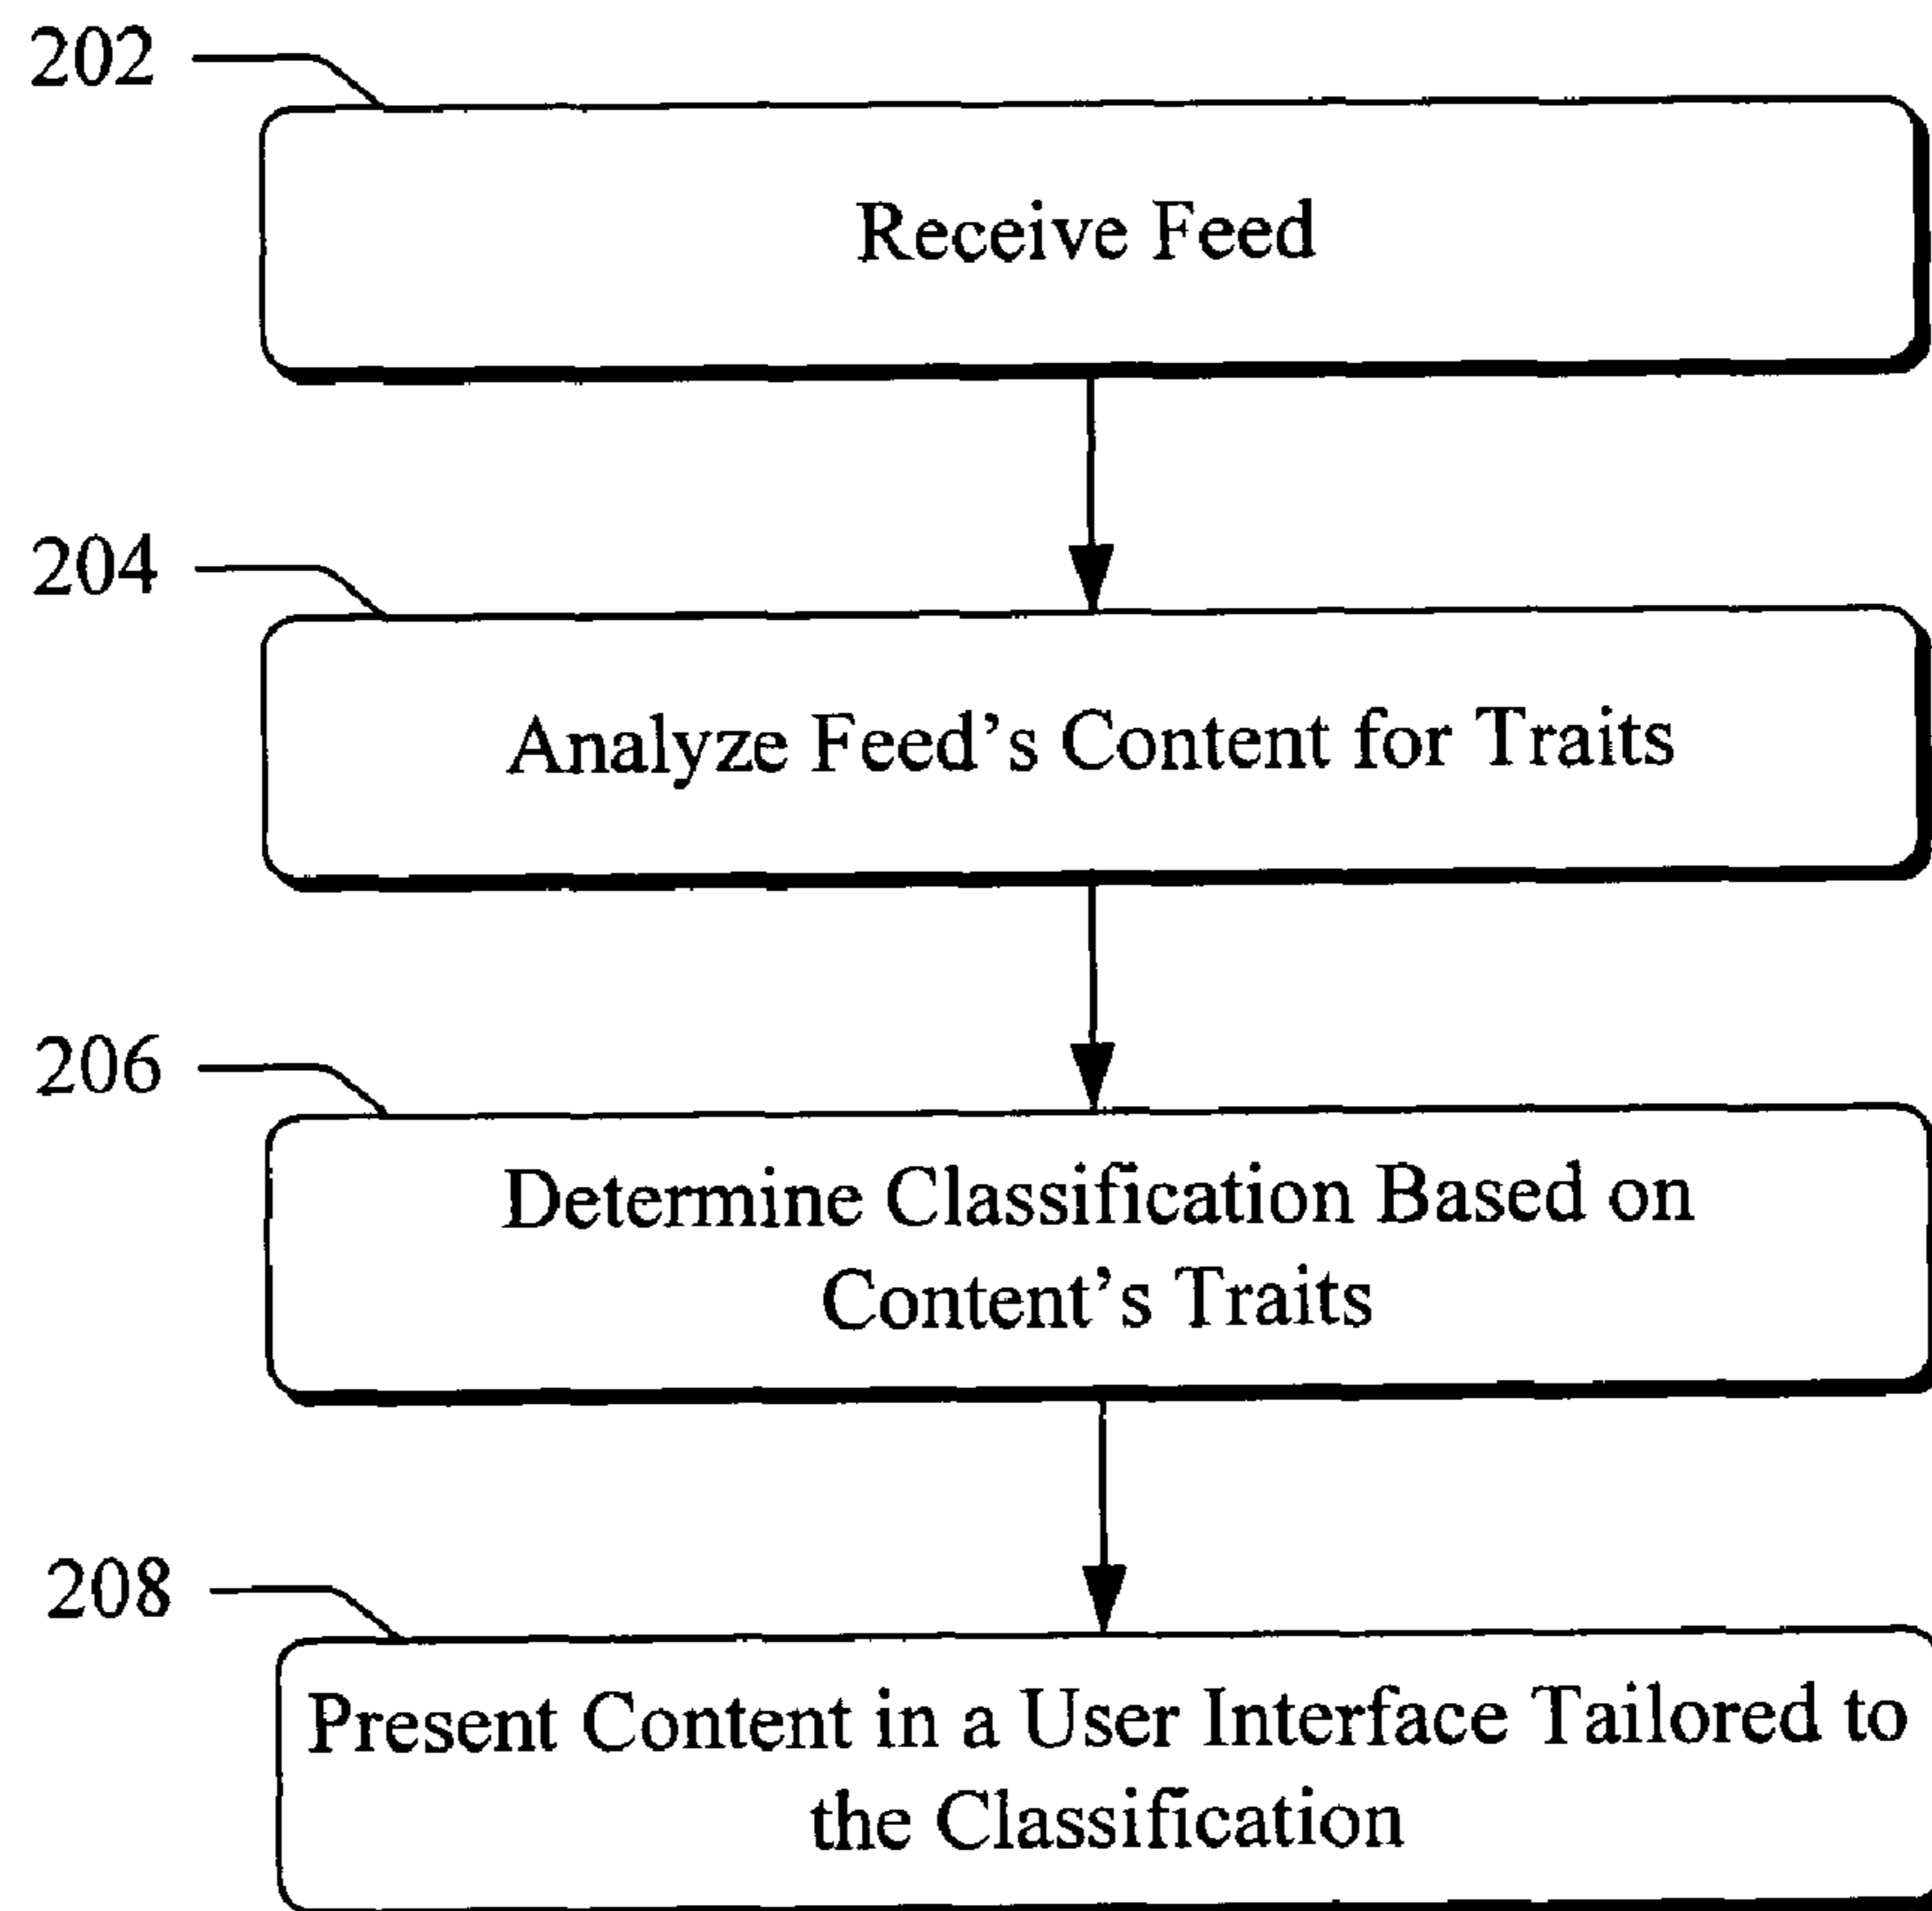 202
Receive Feed
204
Analyze Feed’s Content for Traits
206
Determine Classification Based on
Content’s Traits
208
Present Content in a User Interface Tailored to
the Classification